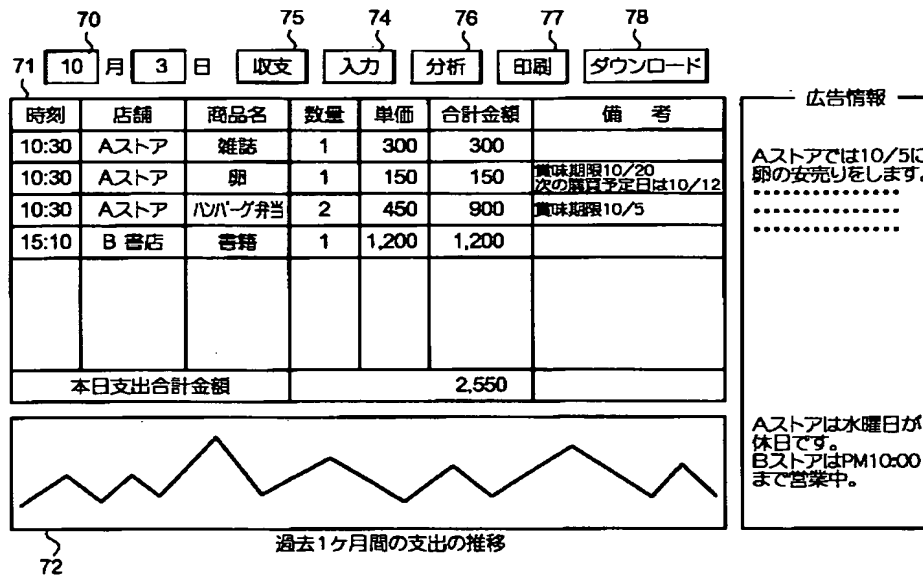 70 75 74 76 77 78
71 10 月 3 日 収支 入力 分析 印刷 ダウンロード
時刻 店舗 商品名 数量 単価 合計金額 備 考
10:30 Aストア 雑誌 1 300 300
10:30 Aストア 卵 1 150 150 賞味期限10/20
次の購買予定日は10/12
10:30 Aストア ハンバーグ弁当 2 450 900 賞味期限10/5
15:10 B 書店 書籍 1 1,200 1,200
本日支出合計金額 2,550
72 過去1ヶ月間の支出の推移
広告情報
Aストアでは10/5に
卵の安売りをします。
Aストアは水曜日が
休日です。
BストアはPM10:00
まで営業中。